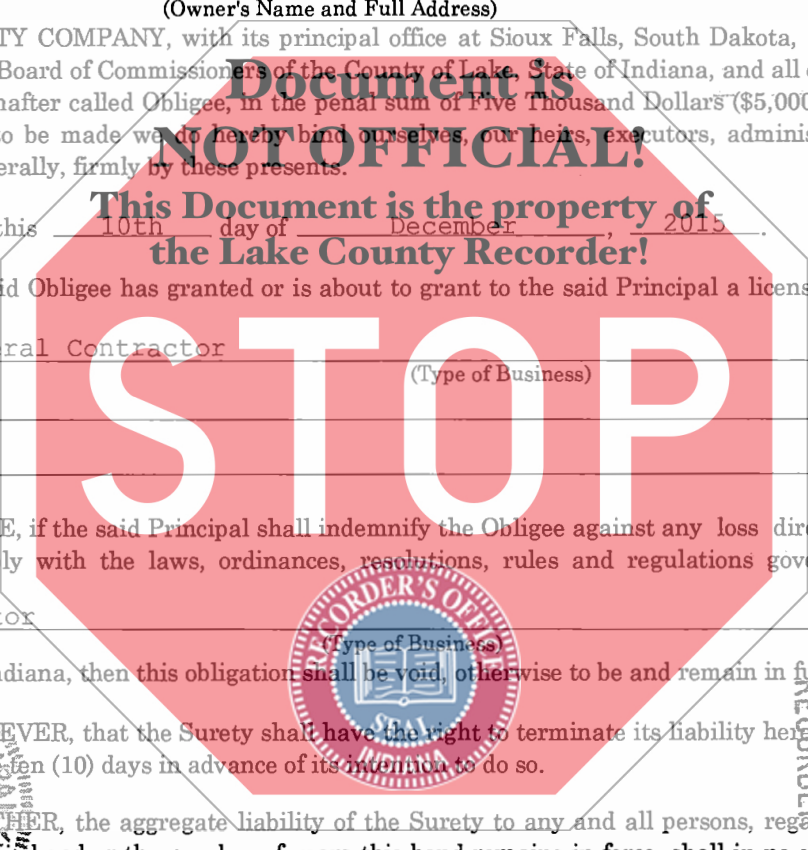 (Owner's Name and Full Address)
TY COMPANY, with its principal office at Sioux Falls, South Dakota,
Board of Commissioners of the County of Lake, State of Indiana, and all
Document is
nafter called Obligee, in the penal sum of Five Thousand Dollars ($5,000
to be made we do hereby bind ourselves, our heirs, executors, adminis
NOT OFFICIAL!
erally, firmly by these presents.
This Document is the property of
this 10th day of December, 2015.
the Lake County Recorder!
id Obligee has granted or is about to grant to the said Principal a licens
STOP
ral Contractor
(Type of Business)
E, if the said Principal shall indemnify the Obligee against any loss dire
ly with the laws, ordinances, resolutions, rules and regulations gove
RECORDER'S OFFICE
tor
(Type of Business)
ndiana, then this obligation shall be void, otherwise to be and remain in fu
SEAL
EVER, that the Surety shall have the right to terminate its liability here
INDIANA
ten (10) days in advance of its intention to do so.
HER, the aggregate liability of the Surety to any and all persons, rega